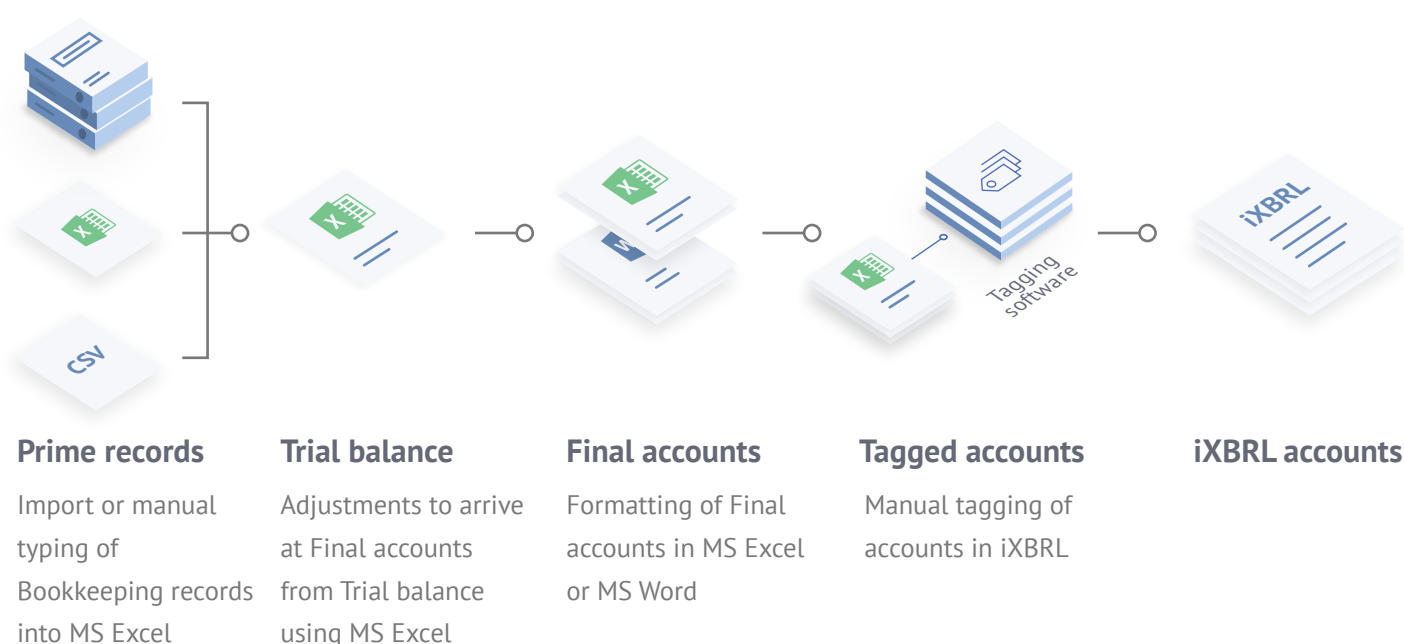 X
CSV
X
X
W
X
Tagging
software
iXBRL
Prime records
Import or manual
typing of
Bookkeeping records
into MS Excel
Trial balance
Adjustments to arrive
at Final accounts
from Trial balance
using MS Excel
Final accounts
Formatting of Final
accounts in MS Excel
or MS Word
Tagged accounts
Manual tagging of
accounts in iXBRL
iXBRL accounts